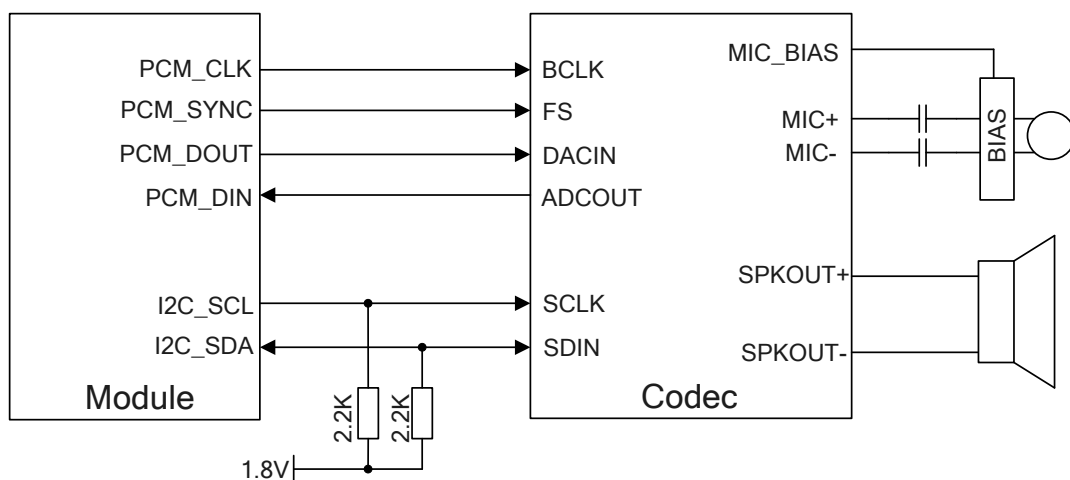 PCM_CLK
PCM_SYNC
PCM_DOUT
PCM_DIN
I2C_SCL
I2C_SDA
Module
2.2K
2.2K
1.8V
BCLK
FS
DACIN
ADCOUT
SCLK
SDIN
Codec
MIC_BIAS
MIC+
MIC-
SPKOUT+
SPKOUT-
BIAS